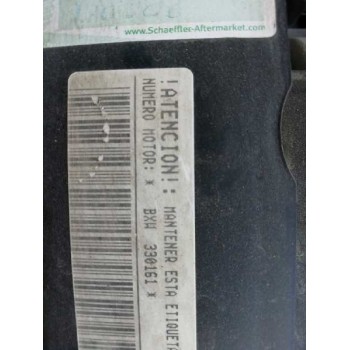 www.Schaeffler-Aftermarket.com
!ATENCION!: MANTENER ESTA ETIQUETA
NUMERO MOTOR: * BXW 330161 *